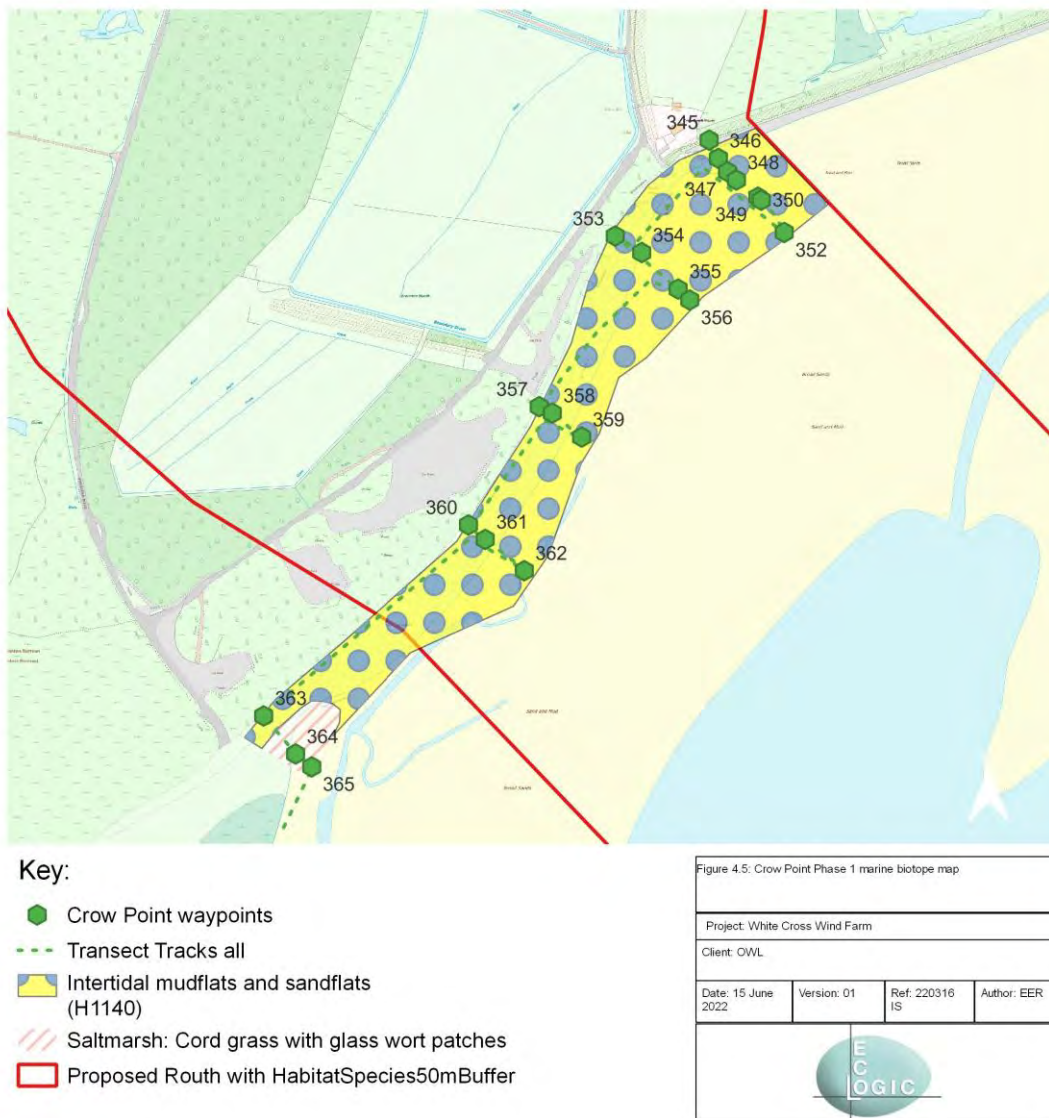 345
346
348
347
350
349
353
354
352
355
356
357
358
359
360
361
362
363
364
365
Key:
Crow Point waypoints
Transect Tracks all
Intertidal mudflats and sandflats
(H1140)
Saltmarsh: Cord grass with glass wort patches
Proposed Routh with HabitatSpecies50mBuffer
Figure 4.5: Crow Point Phase 1 marine biotope map
Project: White Cross Wind Farm
Client: OWL
Date: 15 June
2022
Version: 01
Ref: 220316
IS
Author: EER
ECOLOGIC